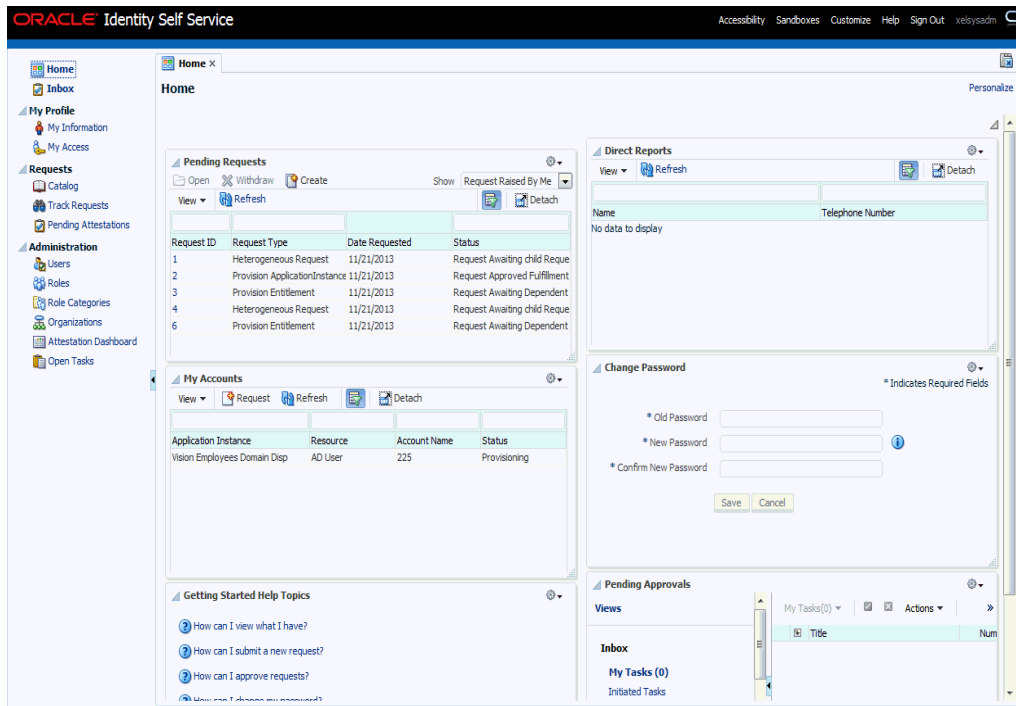 ORACLE Identity Self Service
Accessibility Sandboxes Customize Help Sign Out xelsysadm
Home
Inbox
My Profile
My Information
My Access
Requests
Catalog
Track Requests
Pending Attestations
Administration
Users
Roles
Role Categories
Organizations
Attestation Dashboard
Open Tasks
Home ×
Home
Personalize
Pending Requests
Open Withdraw Create Show Request Raised By Me
View Refresh Detach
Request ID Request Type Date Requested Status
1 Heterogeneous Request 11/21/2013 Request Awaiting child Reque
2 Provision ApplicationInstance 11/21/2013 Request Approved Fulfillment
3 Provision Entitlement 11/21/2013 Request Awaiting Dependent
4 Heterogeneous Request 11/21/2013 Request Awaiting child Reque
6 Provision Entitlement 11/21/2013 Request Awaiting Dependent
My Accounts
View Request Refresh Detach
Application Instance Resource Account Name Status
Vision Employees Domain Disp AD User 225 Provisioning
Getting Started Help Topics
How can I view what I have?
How can I submit a new request?
How can I approve requests?
How can I change my password?
Direct Reports
View Refresh Detach
Name Telephone Number
No data to display
Change Password
* Indicates Required Fields
* Old Password
* New Password
* Confirm New Password
Save Cancel
Pending Approvals
Views
Inbox
My Tasks (0)
Initiated Tasks
My Tasks(0) Actions »
Title Num